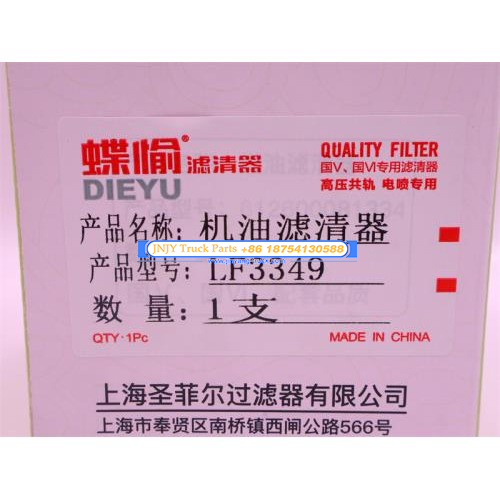 蝶愉® 滤清器
DIEYU
QUALITY FILTER
国Ⅴ、国Ⅵ专用滤清器
高压共轨 电喷专用
产品名称：机油滤清器
JNJY Truck Parts +86 18754130588
产品型号：LF3349
数 量：1支
QTY·1Pc
MADE IN CHINA
上海圣菲尔过滤器有限公司
上海市奉贤区南桥镇西闸公路566号